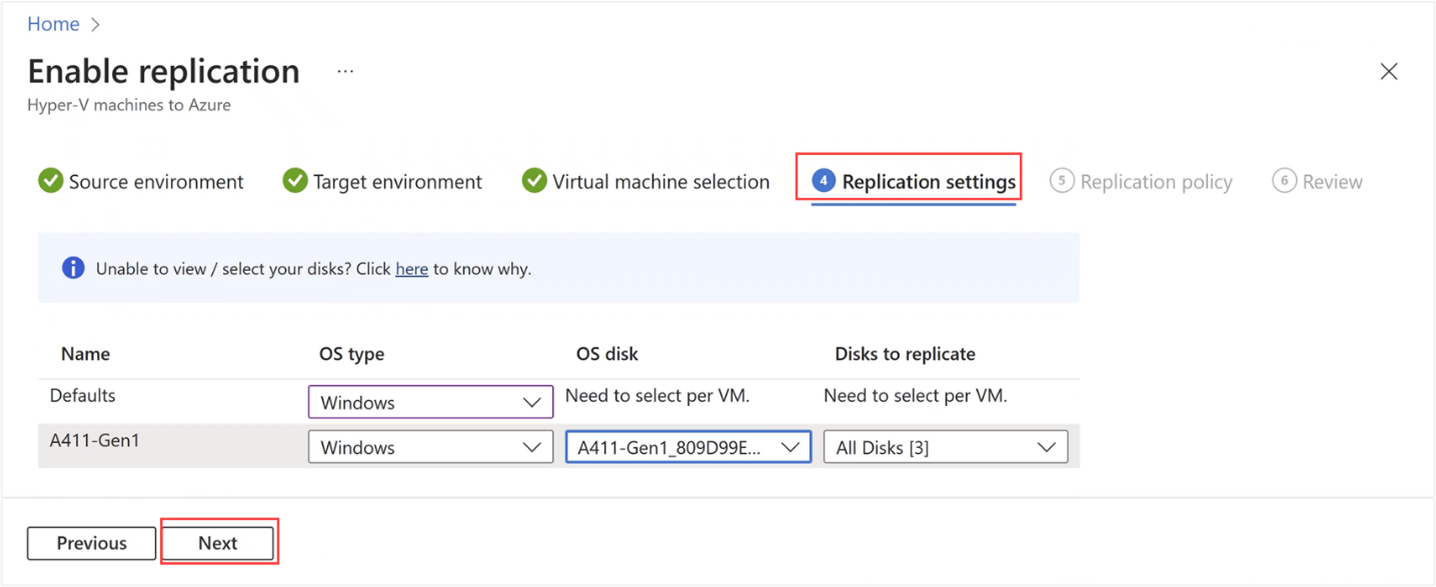 Home >
Enable replication ...
Hyper-V machines to Azure
Source environment Target environment Virtual machine selection 4 Replication settings 5 Replication policy 6 Review
Unable to view / select your disks? Click here to know why.
Name OS type OS disk Disks to replicate
Defaults Windows Need to select per VM. Need to select per VM.
A411-Gen1 Windows A411-Gen1_809D99E... All Disks [3]
Previous Next